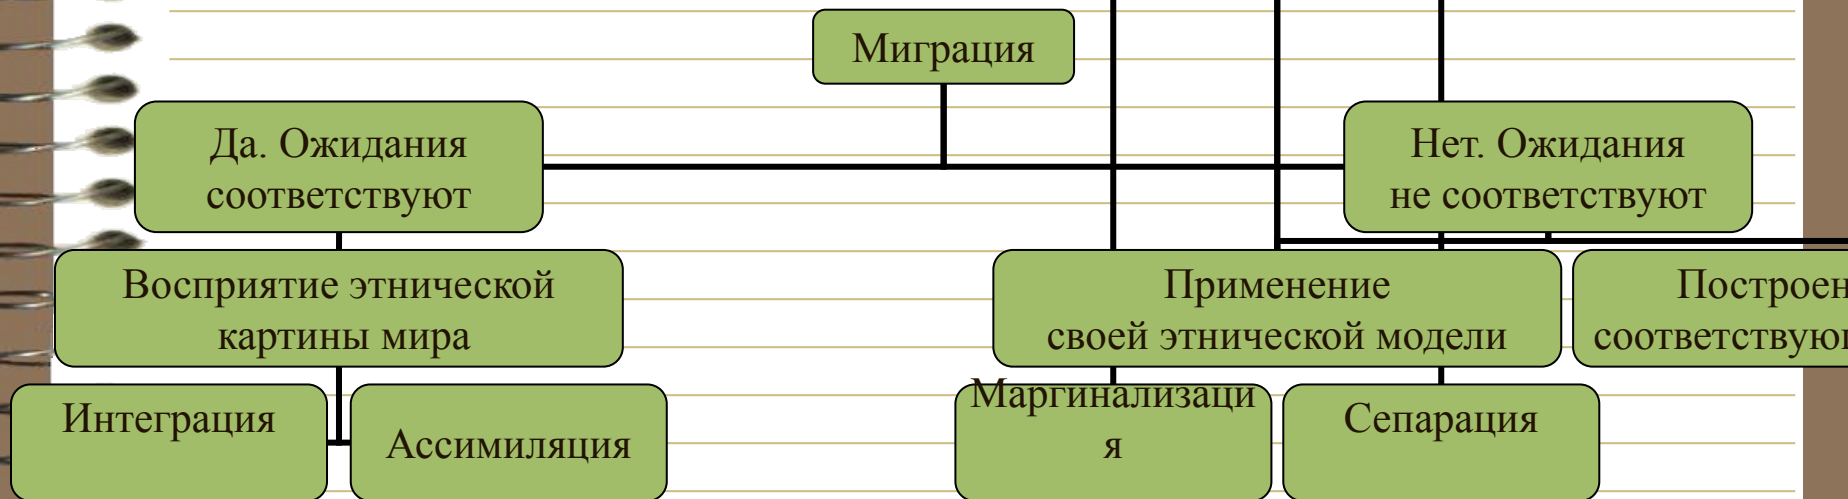 Миграция
Да. Ожидания
соответствуют
Нет. Ожидания
не соответствуют
Восприятие этнической
картины мира
Применение
своей этнической модели
Интеграция
Ассимиляция
Маргинализаци
я
Сепарация